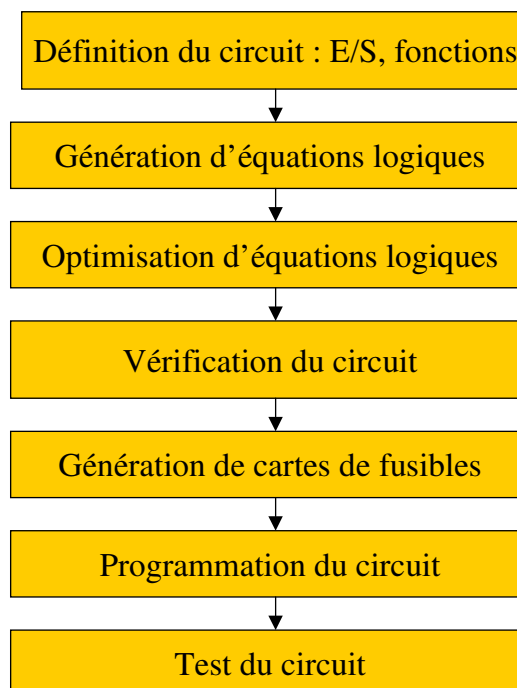 Définition du circuit : E/S, fonctions
Génération d'équations logiques
Optimisation d'équations logiques
Vérification du circuit
Génération de cartes de fusibles
Programmation du circuit
Test du circuit